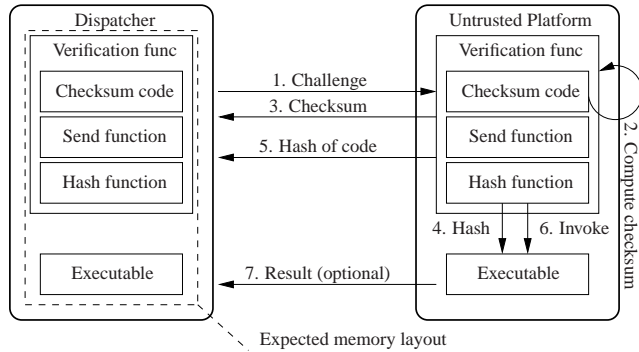 Dispatcher
Verification func
Checksum code
Send function
Hash function
Executable
1. Challenge
3. Checksum
5. Hash of code
7. Result (optional)
Expected memory layout
Untrusted Platform
Verification func
Checksum code
Send function
Hash function
4. Hash
6. Invoke
Executable
2. Compute checksum